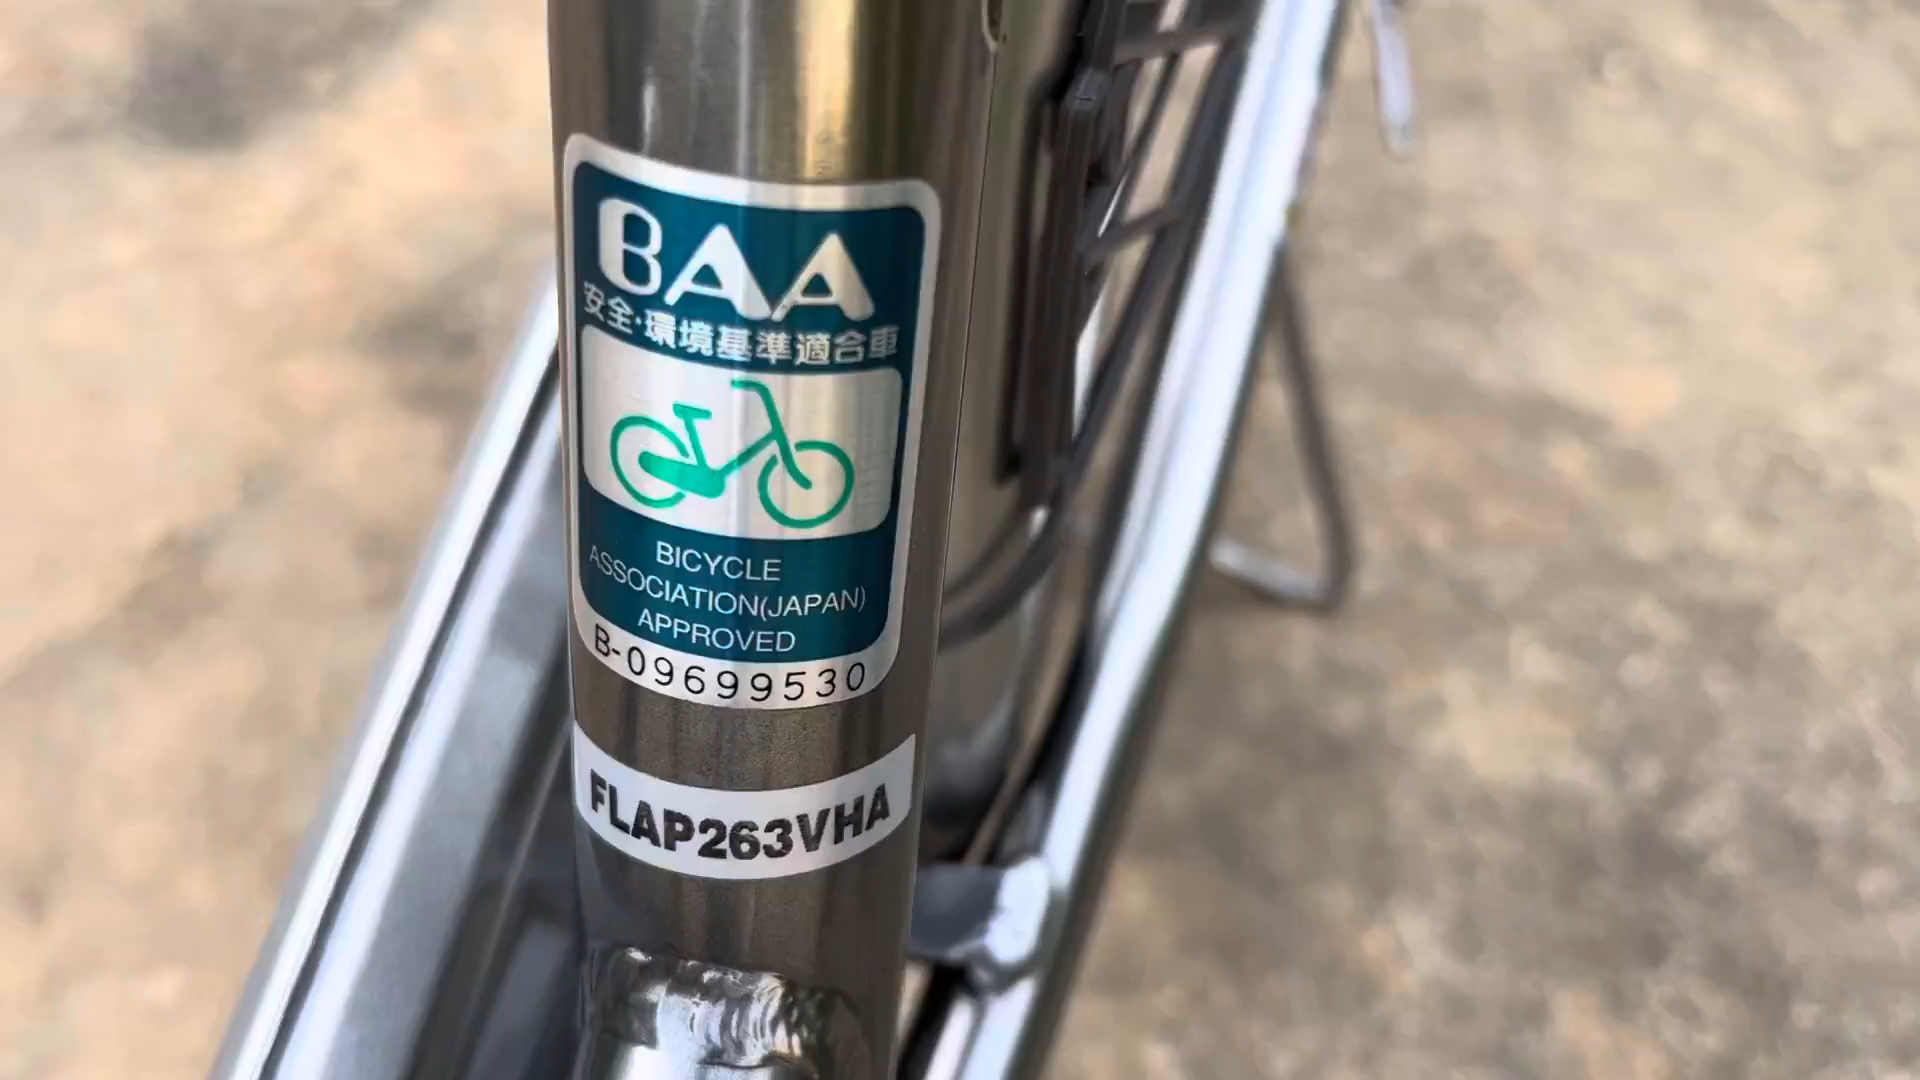 BAA
安全·環境基準適合車
BICYCLE
ASSOCIATION(JAPAN)
APPROVED
B-09699530
FLAP263VHA